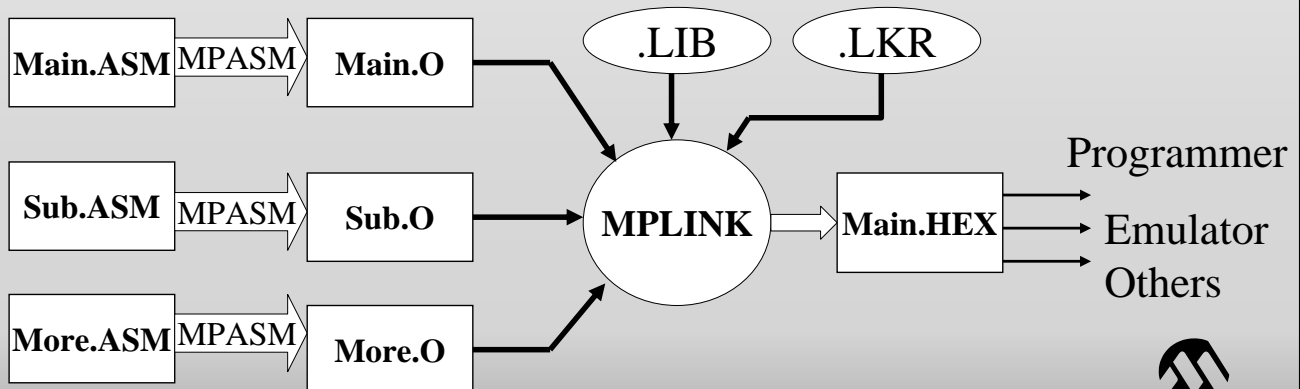 .LIB
.LKR
Main.ASM
MPASM
Main.O
Sub.ASM
MPASM
Sub.O
More.ASM
MPASM
More.O
MPLINK
Main.HEX
Programmer
Emulator
Others